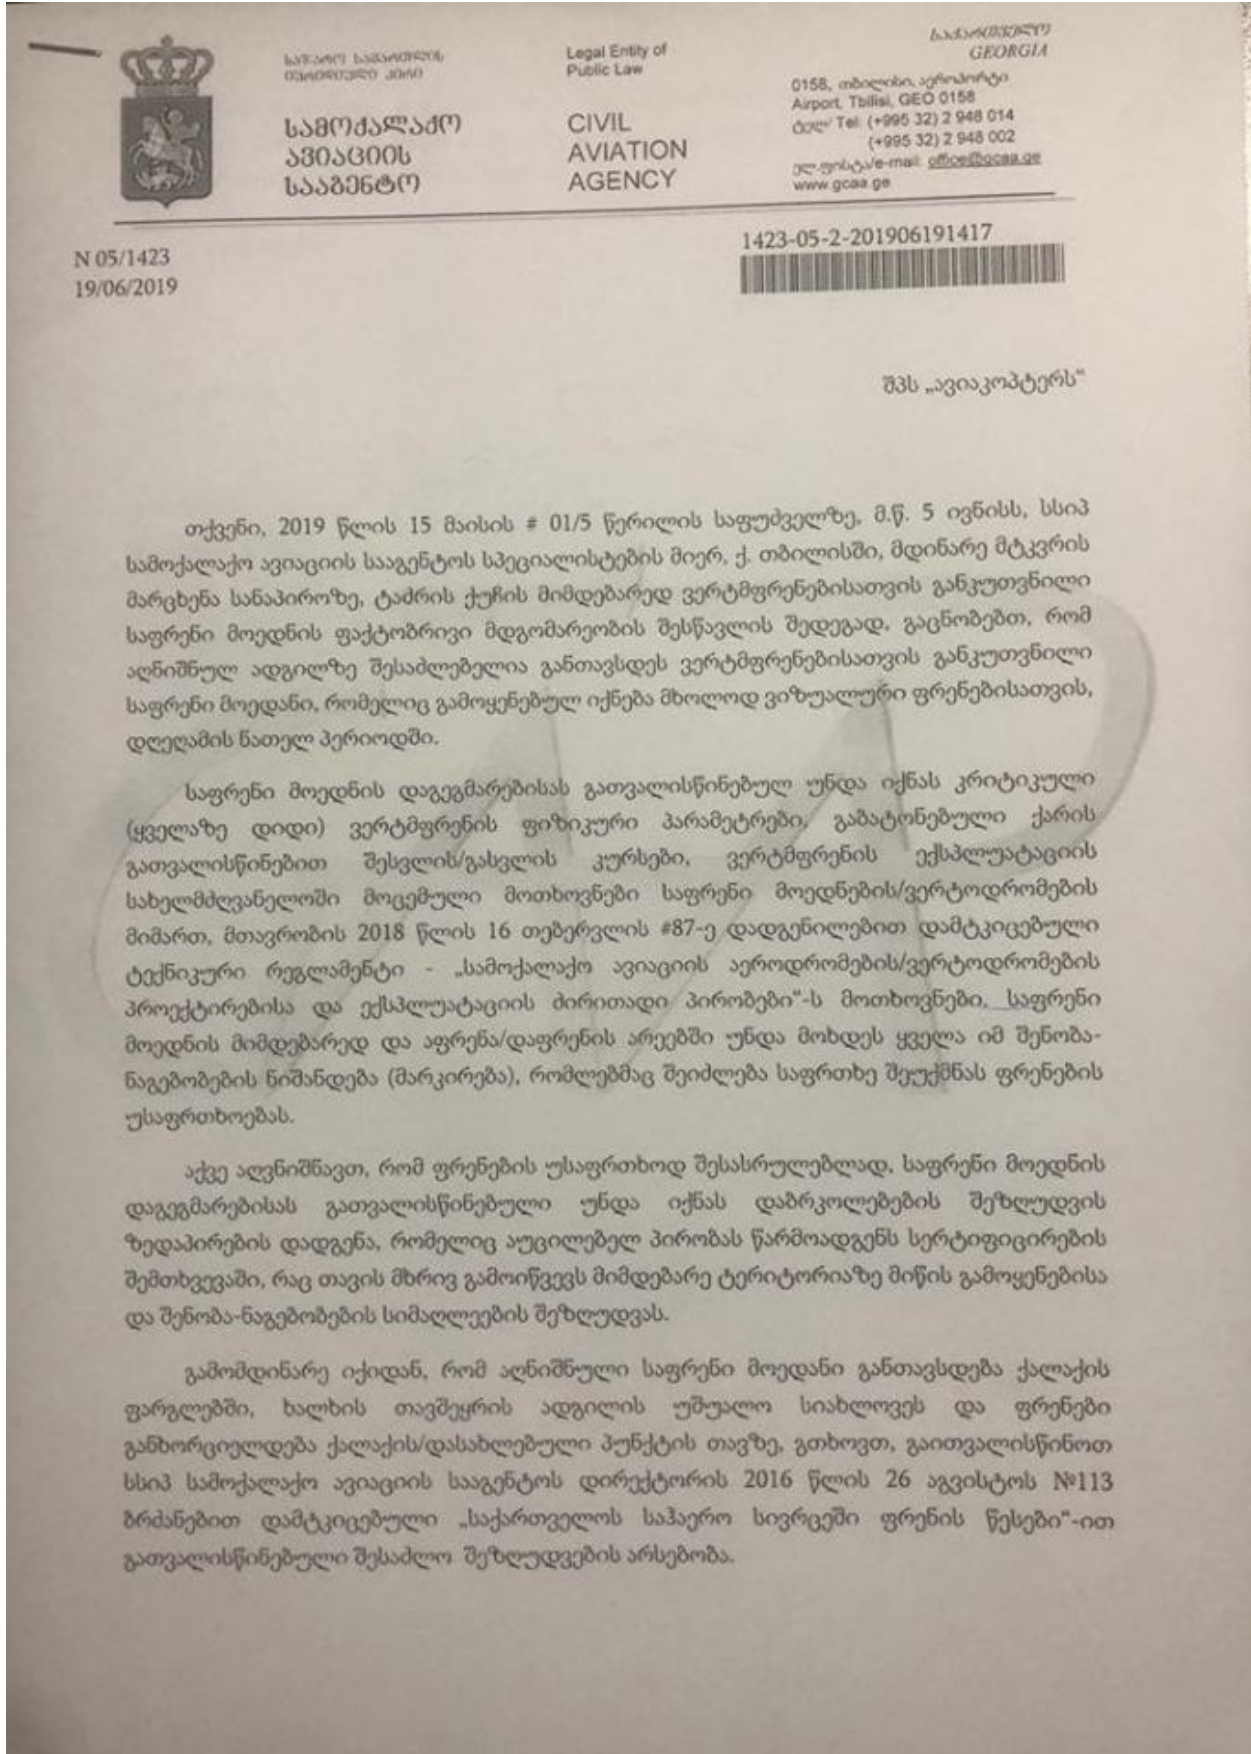 საჯარო სამართლის
იურიდიული პირი
Legal Entity of
Public Law
საქართველო
GEORGIA
სამოქალაქო
ავიაციის
სააგენტო
CIVIL
AVIATION
AGENCY
0158, თბილისი, აეროპორტი
Airport, Tbilisi, GEO 0158
ტელ/ Tel: (+995 32) 2 948 014
(+995 32) 2 948 002
ელ.ფოსტა/e-mail: office@gcaa.ge
www.gcaa.ge
N 05/1423
19/06/2019
1423-05-2-201906191417
შპს „ავიაკოპტერს“
თქვენი, 2019 წლის 15 მაისის # 01/5 წერილის საფუძველზე, მ.წ. 5 ივნისს, სსიპ
სამოქალაქო ავიაციის სააგენტოს სპეციალისტების მიერ, ქ. თბილისში, მდინარე მტკვრის
მარცხენა სანაპიროზე, ტაძრის ქუჩის მიმდებარედ ვერტმფრენებისათვის განკუთვნილი
საფრენი მოედნის ფაქტობრივი მდგომარეობის შესწავლის შედეგად, გაცნობებთ, რომ
აღნიშნულ ადგილზე შესაძლებელია განთავსდეს ვერტმფრენებისათვის განკუთვნილი
საფრენი მოედანი, რომელიც გამოყენებულ იქნება მხოლოდ ვიზუალური ფრენებისათვის,
დღეღამის ნათელ პერიოდში.
საფრენი მოედნის დაგეგმარებისას გათვალისწინებულ უნდა იქნას კრიტიკული
(ყველაზე დიდი) ვერტმფრენის ფიზიკური პარამეტრები, გაბატონებული ქარის
გათვალისწინებით შესვლის/გასვლის კურსები, ვერტმფრენის ექსპლუატაციის
სახელმძღვანელოში მოცემული მოთხოვნები საფრენი მოედნების/ვერტოდრომების
მიმართ, მთავრობის 2018 წლის 16 თებერვლის #87-ე დადგენილებით დამტკიცებული
ტექნიკური რეგლამენტი - „სამოქალაქო ავიაციის აეროდრომების/ვერტოდრომების
პროექტირებისა და ექსპლუატაციის ძირითადი პირობები“-ს მოთხოვნები, საფრენი
მოედნის მიმდებარედ და აფრენა/დაფრენის არეებში უნდა მოხდეს ყველა იმ შენობა-
ნაგებობების ნიშანდება (მარკირება), რომლებმაც შეიძლება საფრთხე შეუქმნას ფრენების
უსაფრთხოებას.
აქვე აღვნიშნავთ, რომ ფრენების უსაფრთხოდ შესასრულებლად, საფრენი მოედნის
დაგეგმარებისას გათვალისწინებული უნდა იქნას დაბრკოლებების შეზღუდვის
ზედაპირების დადგენა, რომელიც აუცილებელ პირობას წარმოადგენს სერტიფიცირების
შემთხვევაში, რაც თავის მხრივ გამოიწვევს მიმდებარე ტერიტორიაზე მიწის გამოყენებისა
და შენობა-ნაგებობების სიმაღლეების შეზღუდვას.
გამომდინარე იქიდან, რომ აღნიშნული საფრენი მოედანი განთავსდება ქალაქის
ფარგლებში, ხალხის თავშეყრის ადგილის უშუალო სიახლოვეს და ფრენები
განხორციელდება ქალაქის/დასახლებული პუნქტის თავზე, გთხოვთ, გაითვალისწინოთ
სსიპ სამოქალაქო ავიაციის სააგენტოს დირექტორის 2016 წლის 26 აგვისტოს №113
ბრძანებით დამტკიცებული „საქართველოს საჰაერო სივრცეში ფრენის წესები“-ით
გათვალისწინებული შესაძლო შეზღუდვების არსებობა.